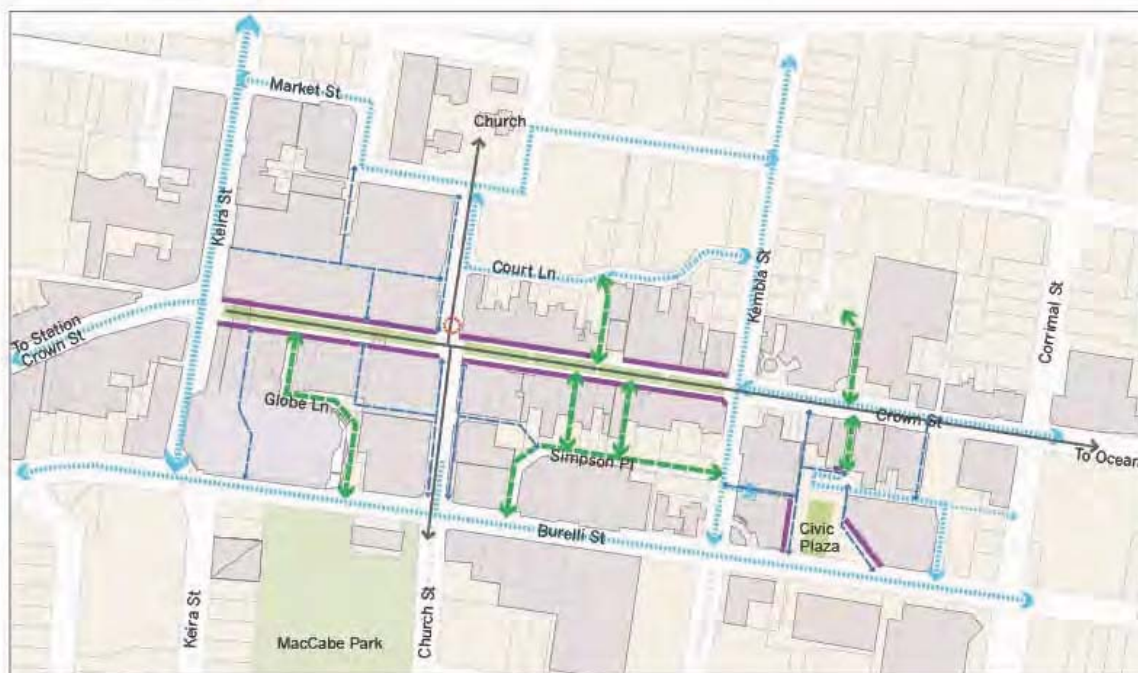 Market St
Church
Keira St
Court Ln
Kembla St
Corrimal St
To Station
Crown St
Globe Ln
Crown St
To Ocean
Simpson Pl
Burelli St
Civic
Plaza
Keira St
Church St
MacCabe Park